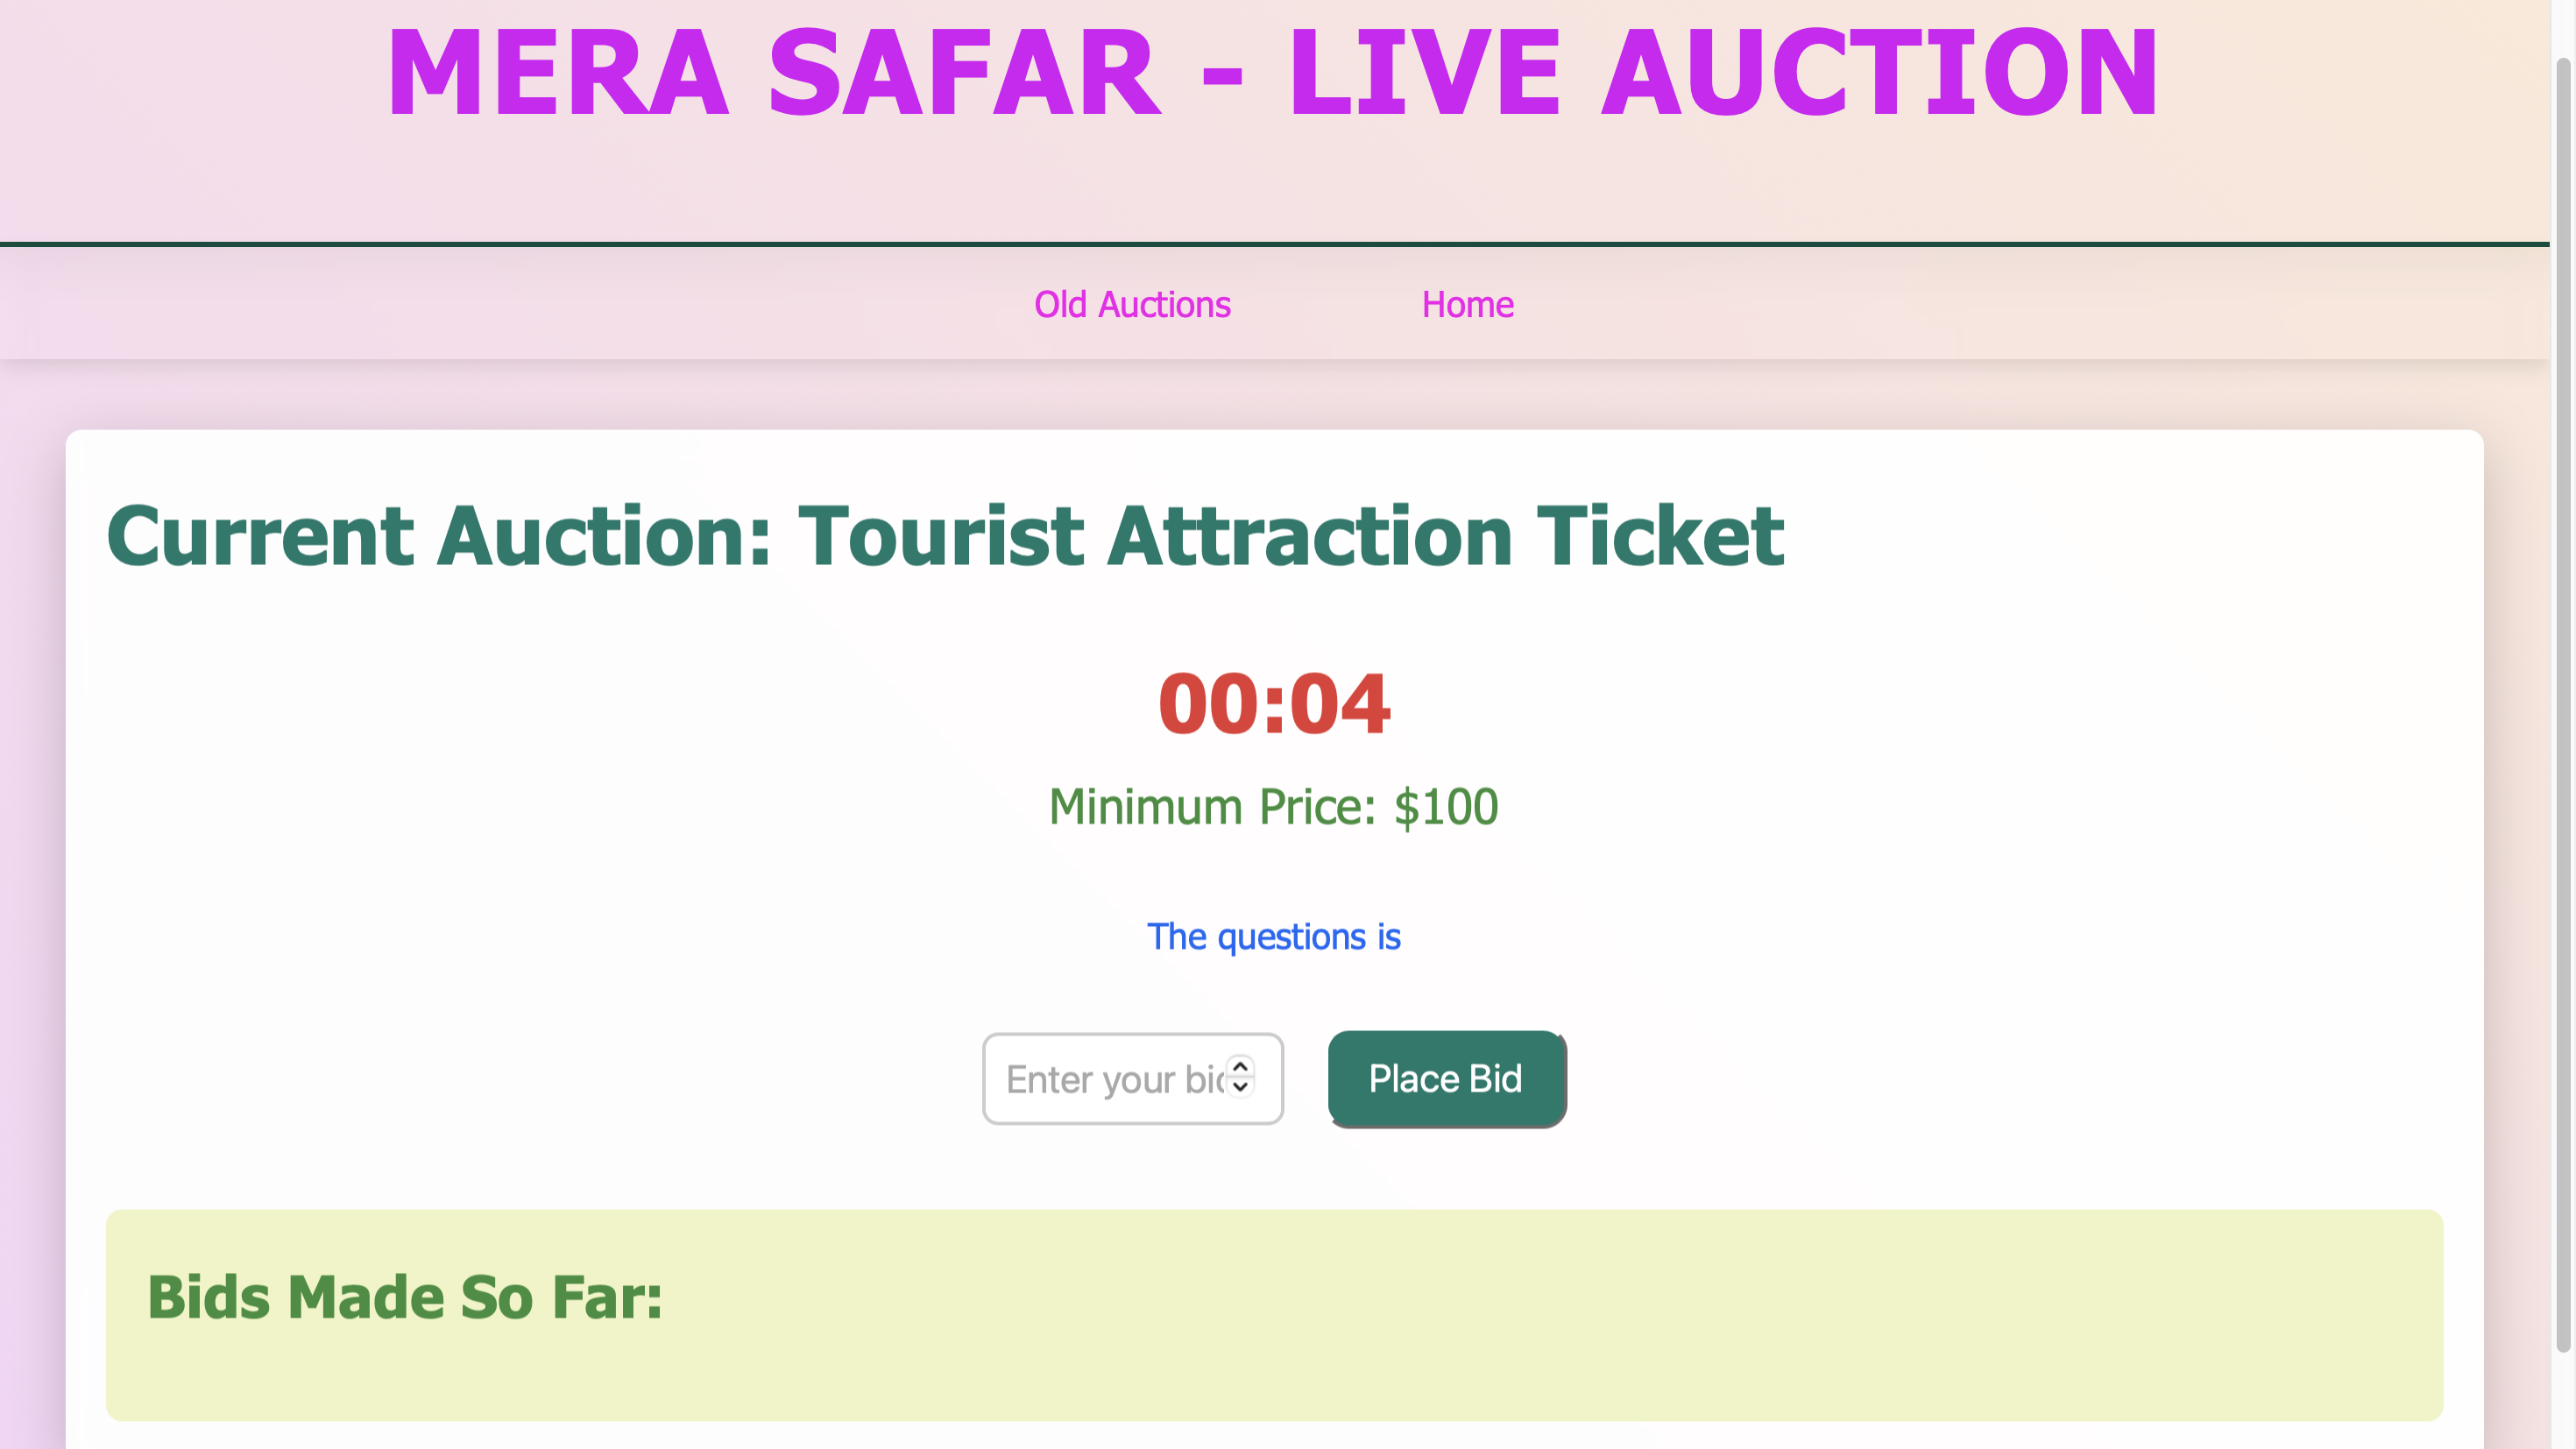 MERA SAFAR - LIVE AUCTION
Old Auctions Home
Current Auction: Tourist Attraction Ticket
00:04
Minimum Price: $100
The questions is
Enter your bid Place Bid
Bids Made So Far: